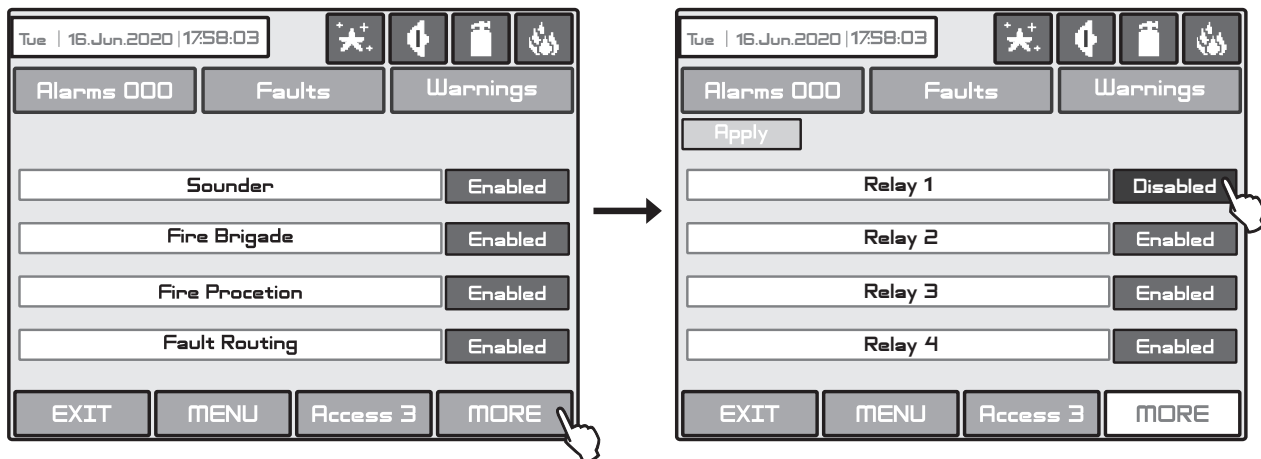 Tue | 16.Jun.2020 | 17:58:03
Alarms 000 Faults Warnings
Sounder Enabled
Fire Brigade Enabled
Fire Procetion Enabled
Fault Routing Enabled
EXIT MENU Access 3 MORE
Tue | 16.Jun.2020 | 17:58:03
Alarms 000 Faults Warnings
Apply
Relay 1 Disabled
Relay 2 Enabled
Relay 3 Enabled
Relay 4 Enabled
EXIT MENU Access 3 MORE